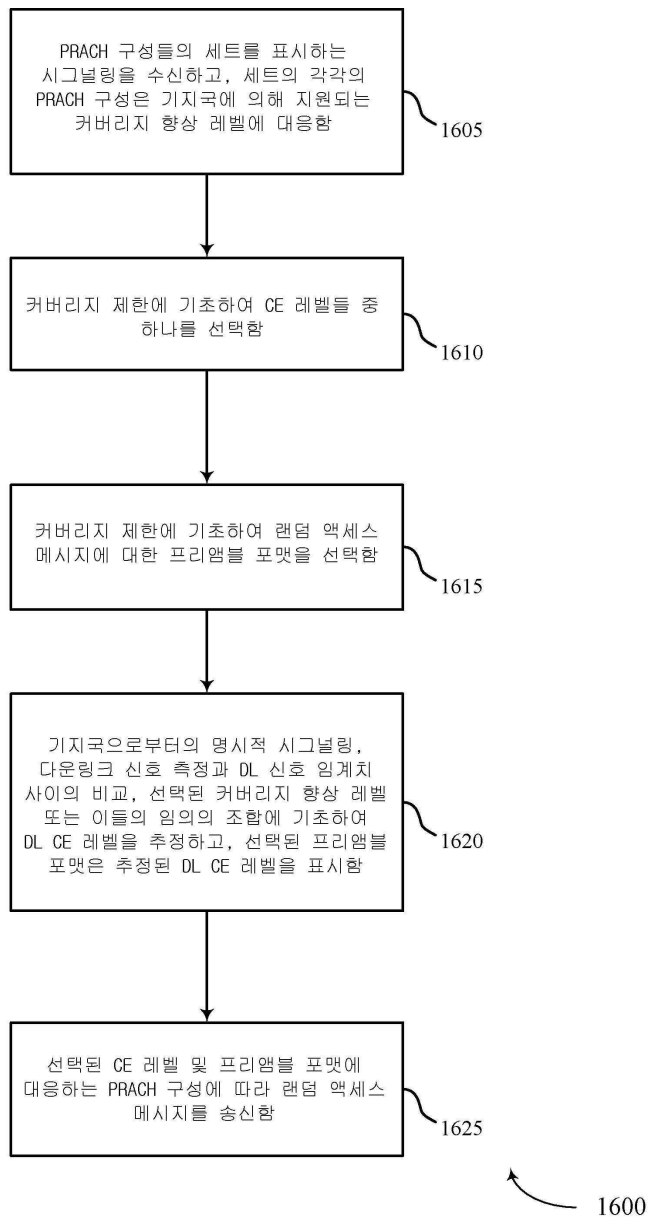 PRACH 구성들의 세트를 표시하는
시그널링을 수신하고, 세트의 각각의
PRACH 구성은 기지국에 의해 지원되는
커버리지 향상 레벨에 대응함
1605
커버리지 제한에 기초하여 CE 레벨들 중
하나를 선택함
1610
커버리지 제한에 기초하여 랜덤 액세스
메시지에 대한 프리앰블 포맷을 선택함
1615
기지국으로부터의 명시적 시그널링,
다운링크 신호 측정과 DL 신호 임계치
사이의 비교, 선택된 커버리지 향상 레벨
또는 이들의 임의의 조합에 기초하여
DL CE 레벨을 추정하고, 선택된 프리앰블
포맷은 추정된 DL CE 레벨을 표시함
1620
선택된 CE 레벨 및 프리앰블 포맷에
대응하는 PRACH 구성에 따라 랜덤 액세스
메시지를 송신함
1625
1600